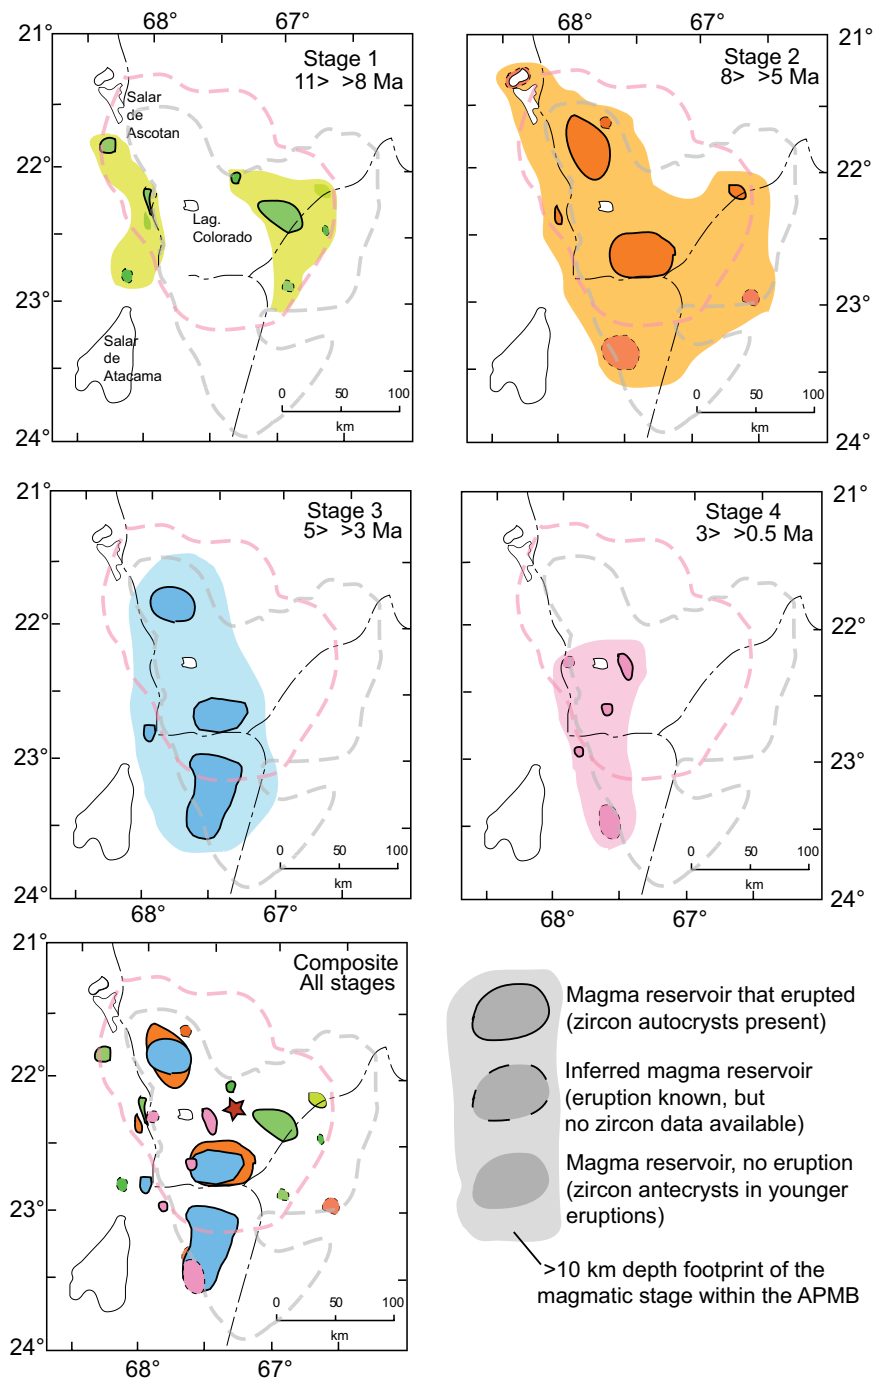 68°
67°
Stage 1
11> >8 Ma
Salar
de
Ascotan
22°
Lag.
Colorado
23°
Salar
de
Atacama
0
50
100
km
24°
68°
67°
21°
Stage 2
8> >5 Ma
22°
23°
0
50
100
km
24°
21°
Stage 3
5> >3 Ma
22°
23°
0
50
100
km
24°
68°
67°
21°
Stage 4
3> >0.5 Ma
22°
23°
0
50
100
km
24°
68°
67°
21°
Composite
All stages
22°
23°
0
50
100
km
24°
68°
67°
Magma reservoir that erupted
(zircon autocrysts present)
Inferred magma reservoir
(eruption known, but
no zircon data available)
Magma reservoir, no eruption
(zircon antecrysts in younger
eruptions)
>10 km depth footprint of the
magmatic stage within the APMB